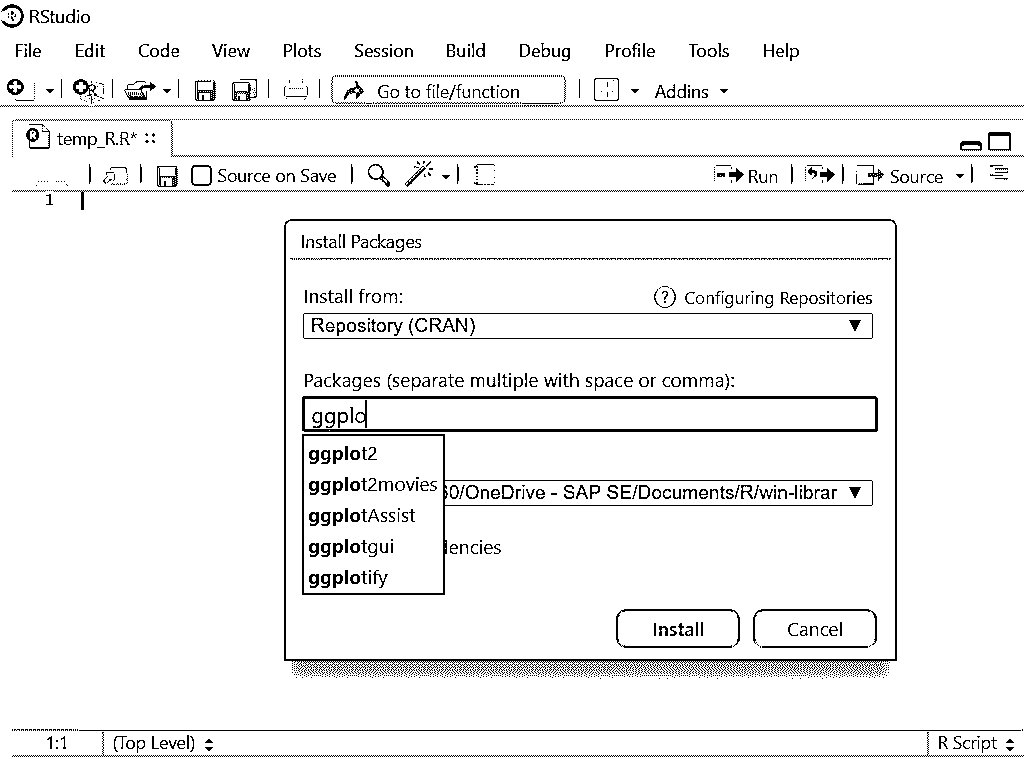 RStudio
File Edit Code View Plots Session Build Debug Profile Tools Help
Go to file/function Addins
temp_R.R*
Source on Save Run Source
1
Install Packages
Install from: ? Configuring Repositories
Repository (CRAN)
Packages (separate multiple with space or comma):
ggplo
ggplot2
ggplot2movies
/OneDrive - SAP SE/Documents/R/win-librar
ggplotAssist
ggplotgui
ggplotify
Install Cancel
1:1 (Top Level) R Script